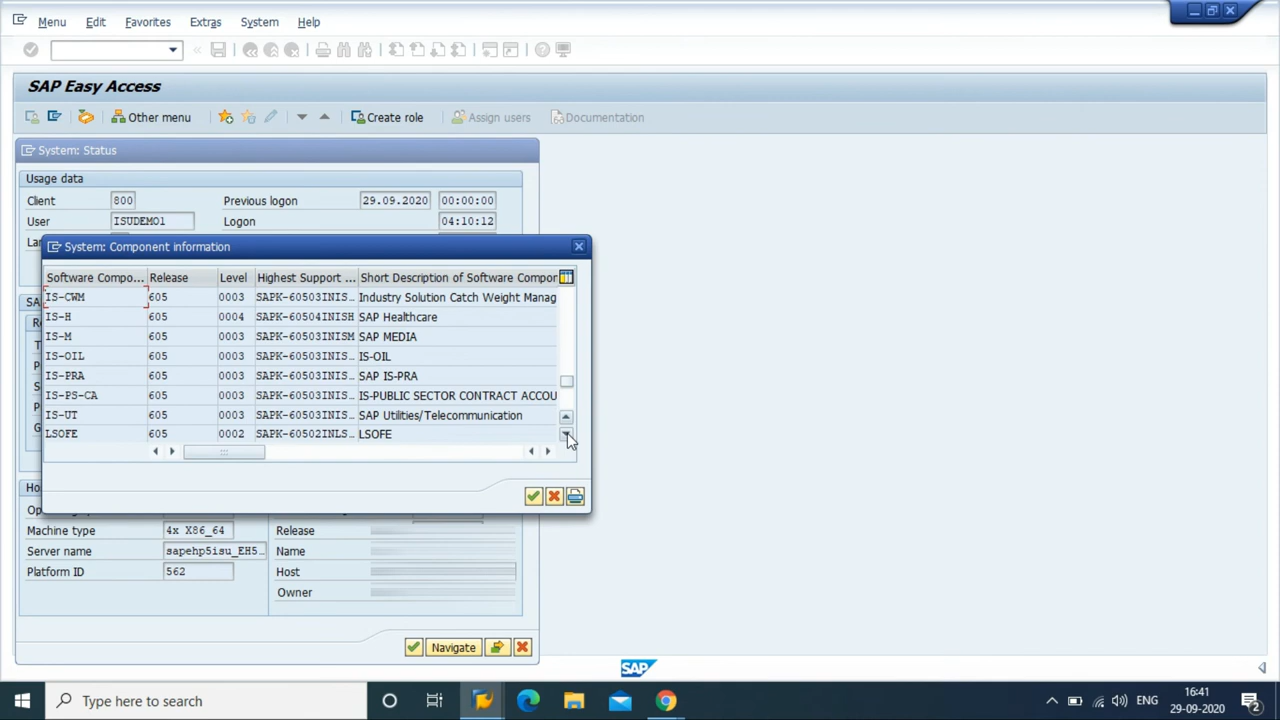 Menu Edit Favorites Extras System Help
SAP Easy Access
Other menu Create role Assign users Documentation
System: Status
Usage data
Client 800 Previous logon 29.09.2020 00:00:00
User ISUDEMO1 Logon 04:10:12
System: Component information
Software Compo... Release Level Highest Support ... Short Description of Software Compor
IS-CWM 605 0003 SAPK-60503INIS... Industry Solution Catch Weight Manag
IS-H 605 0004 SAPK-60504INISH SAP Healthcare
IS-M 605 0003 SAPK-60503INISM SAP MEDIA
IS-OIL 605 0003 SAPK-60503INIS... IS-OIL
IS-PRA 605 0003 SAPK-60503INIS... SAP IS-PRA
IS-PS-CA 605 0003 SAPK-60503INIS... IS-PUBLIC SECTOR CONTRACT ACCOU
IS-UT 605 0003 SAPK-60503INIS... SAP Utilities/Telecommunication
LSOFE 605 0002 SAPK-60502INLS... LSOFE
Machine type 4x X86_64 Release
Server name sapehp5isu_EH5... Name
Platform ID 562 Host
Owner
Navigate
SAP
Type here to search
ENG 16:41
29-09-2020 2